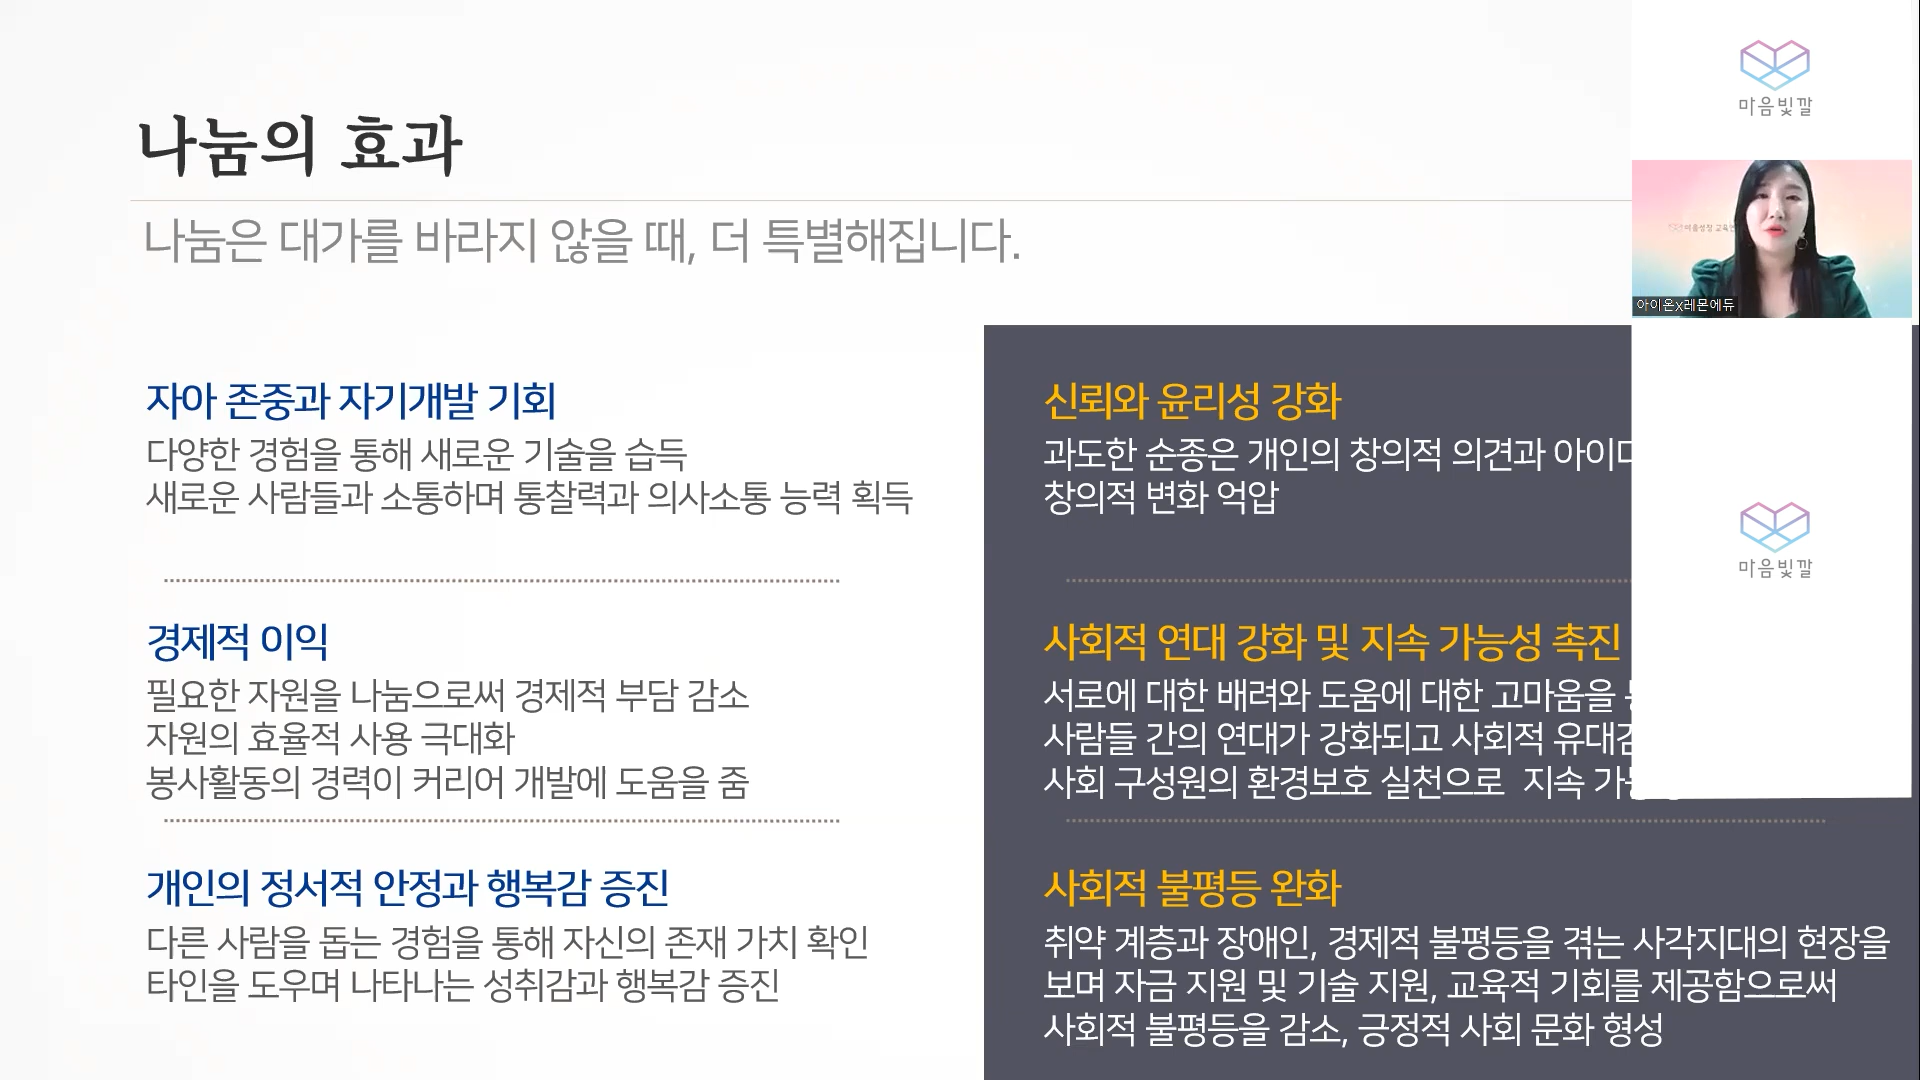 나눔의 효과
나눔은 대가를 바라지 않을 때, 더 특별해집니다.
자아 존중과 자기개발 기회
다양한 경험을 통해 새로운 기술을 습득
새로운 사람들과 소통하며 통찰력과 의사소통 능력 획득
경제적 이익
필요한 자원을 나눔으로써 경제적 부담 감소
자원의 효율적 사용 극대화
봉사활동의 경력이 커리어 개발에 도움을 줌
개인의 정서적 안정과 행복감 증진
다른 사람을 돕는 경험을 통해 자신의 존재 가치 확인
타인을 도우며 나타나는 성취감과 행복감 증진
신뢰와 윤리성 강화
과도한 순종은 개인의 창의적 의견과
창의적 변화 억압
사회적 연대 강화 및 지속 가능성 촉진
서로에 대한 배려와 도움에 대한 고마움을
사람들 간의 연대가 강화되고 사회적
사회 구성원의 환경보호 실천으로 지속
사회적 불평등 완화
취약 계층과 장애인, 경제적 불평등을 겪는 사각지대의 현장을
보며 자금 지원 및 기술 지원, 교육적 기회를 제공함으로써
사회적 불평등을 감소, 긍정적 사회 문화 형성
마음빛깔
아이온x레몬에듀
마음빛깔